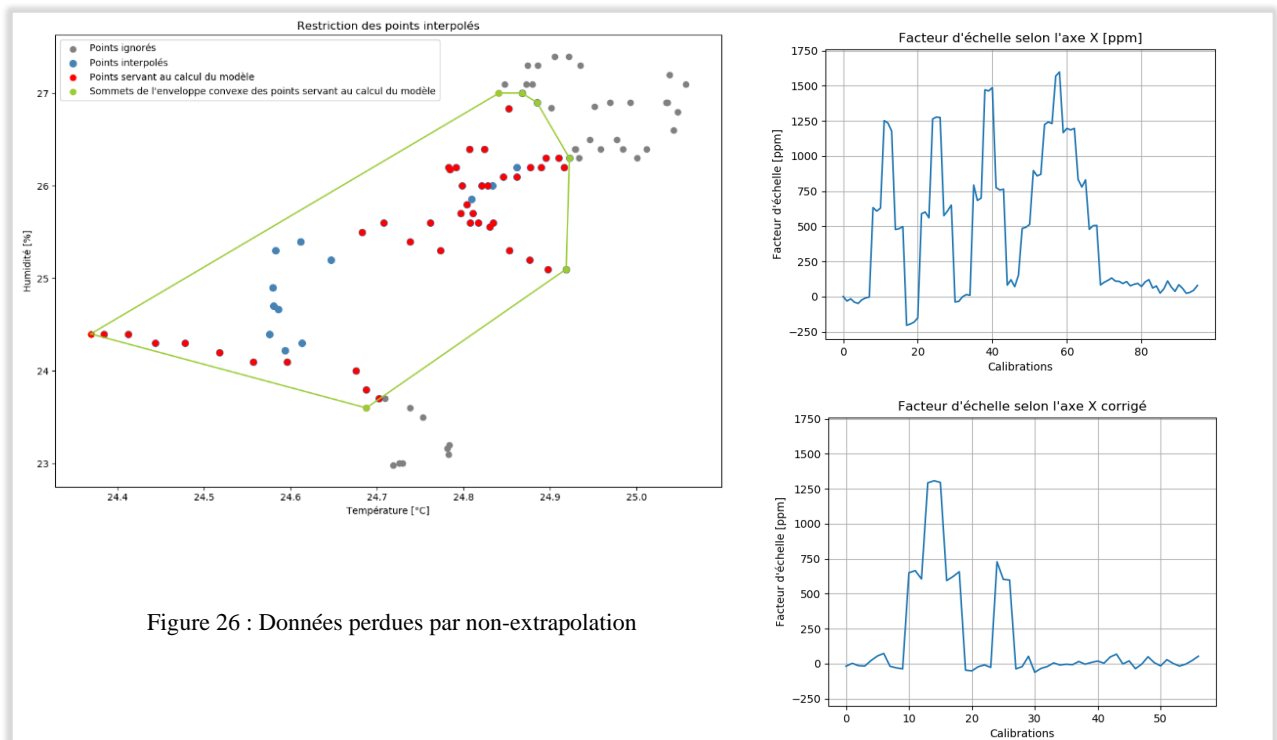 Restriction des points interpolés
Points ignorés
Points interpolés
Points servant au calcul du modèle
Sommets de l'enveloppe convexe des points servant au calcul du modèle
Humidité [%]
27
26
25
24
23
24.4 24.5 24.6 24.7 24.8 24.9 25.0
Température [°C]
Figure 26 : Données perdues par non-extrapolation
Facteur d'échelle selon l'axe X [ppm]
Facteur d'échelle [ppm]
1750
1500
1250
1000
750
500
250
0
−250
0 20 40 60 80
Calibrations
Facteur d'échelle selon l'axe X corrigé
Facteur d'échelle [ppm]
1750
1500
1250
1000
750
500
250
0
−250
0 10 20 30 40 50
Calibrations